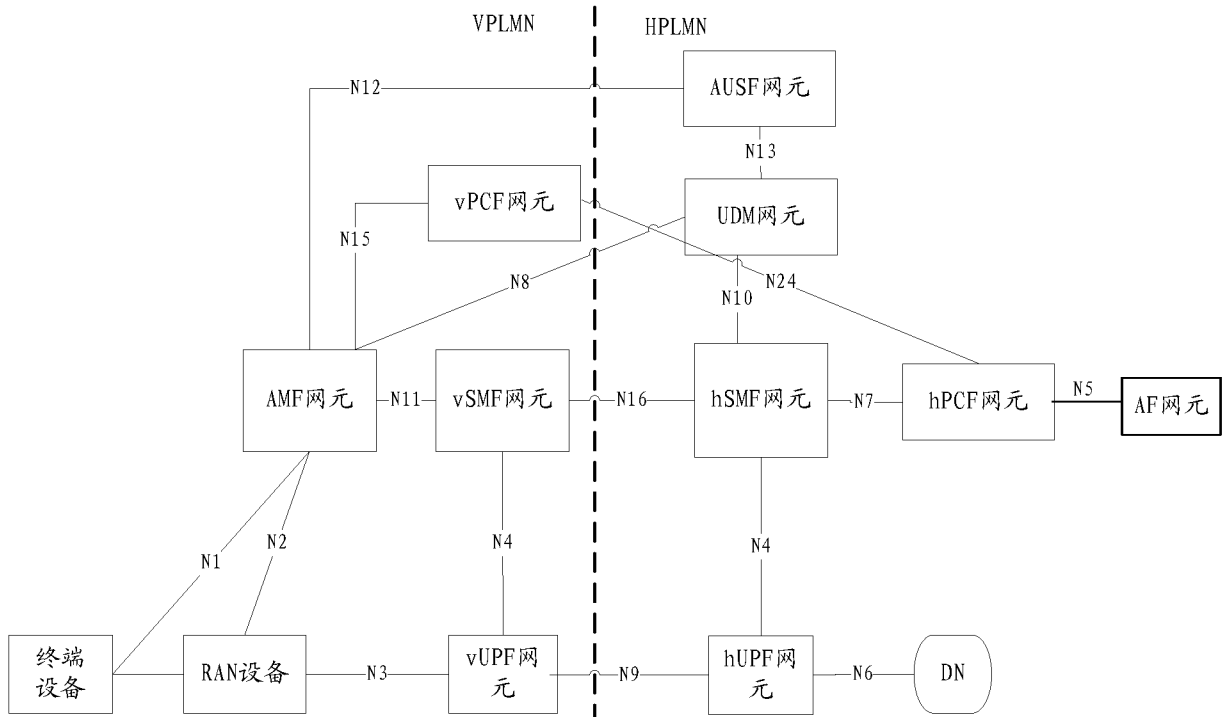 VPLMN
HPLMN
N12
AUSF网元
N13
vPCF网元
UDM网元
N15
N8
N10
N24
AMF网元
N11
vSMF网元
N16
hSMF网元
N7
hPCF网元
N5
AF网元
N1
N2
N4
N4
终端
设备
RAN设备
N3
vUPF网
元
N9
hUPF网
元
N6
DN